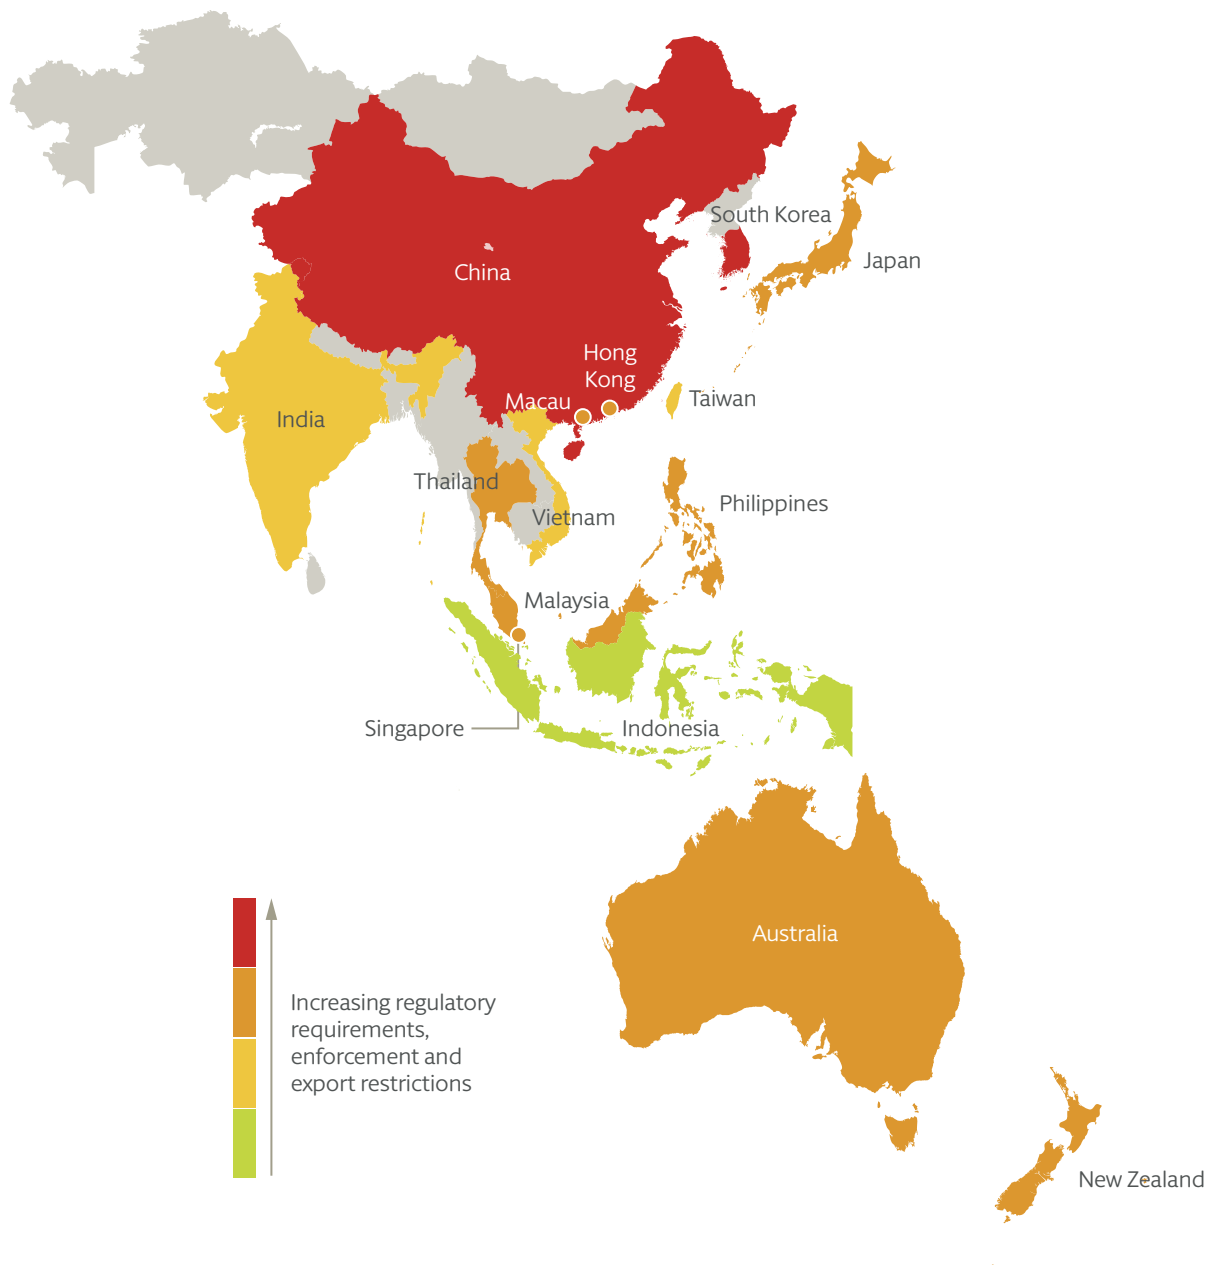 South Korea
Japan
China
Hong
Kong
Macau
Taiwan
India
Thailand
Vietnam
Philippines
Malaysia
Singapore
Indonesia
Australia
Increasing regulatory
requirements,
enforcement and
export restrictions
New Zealand